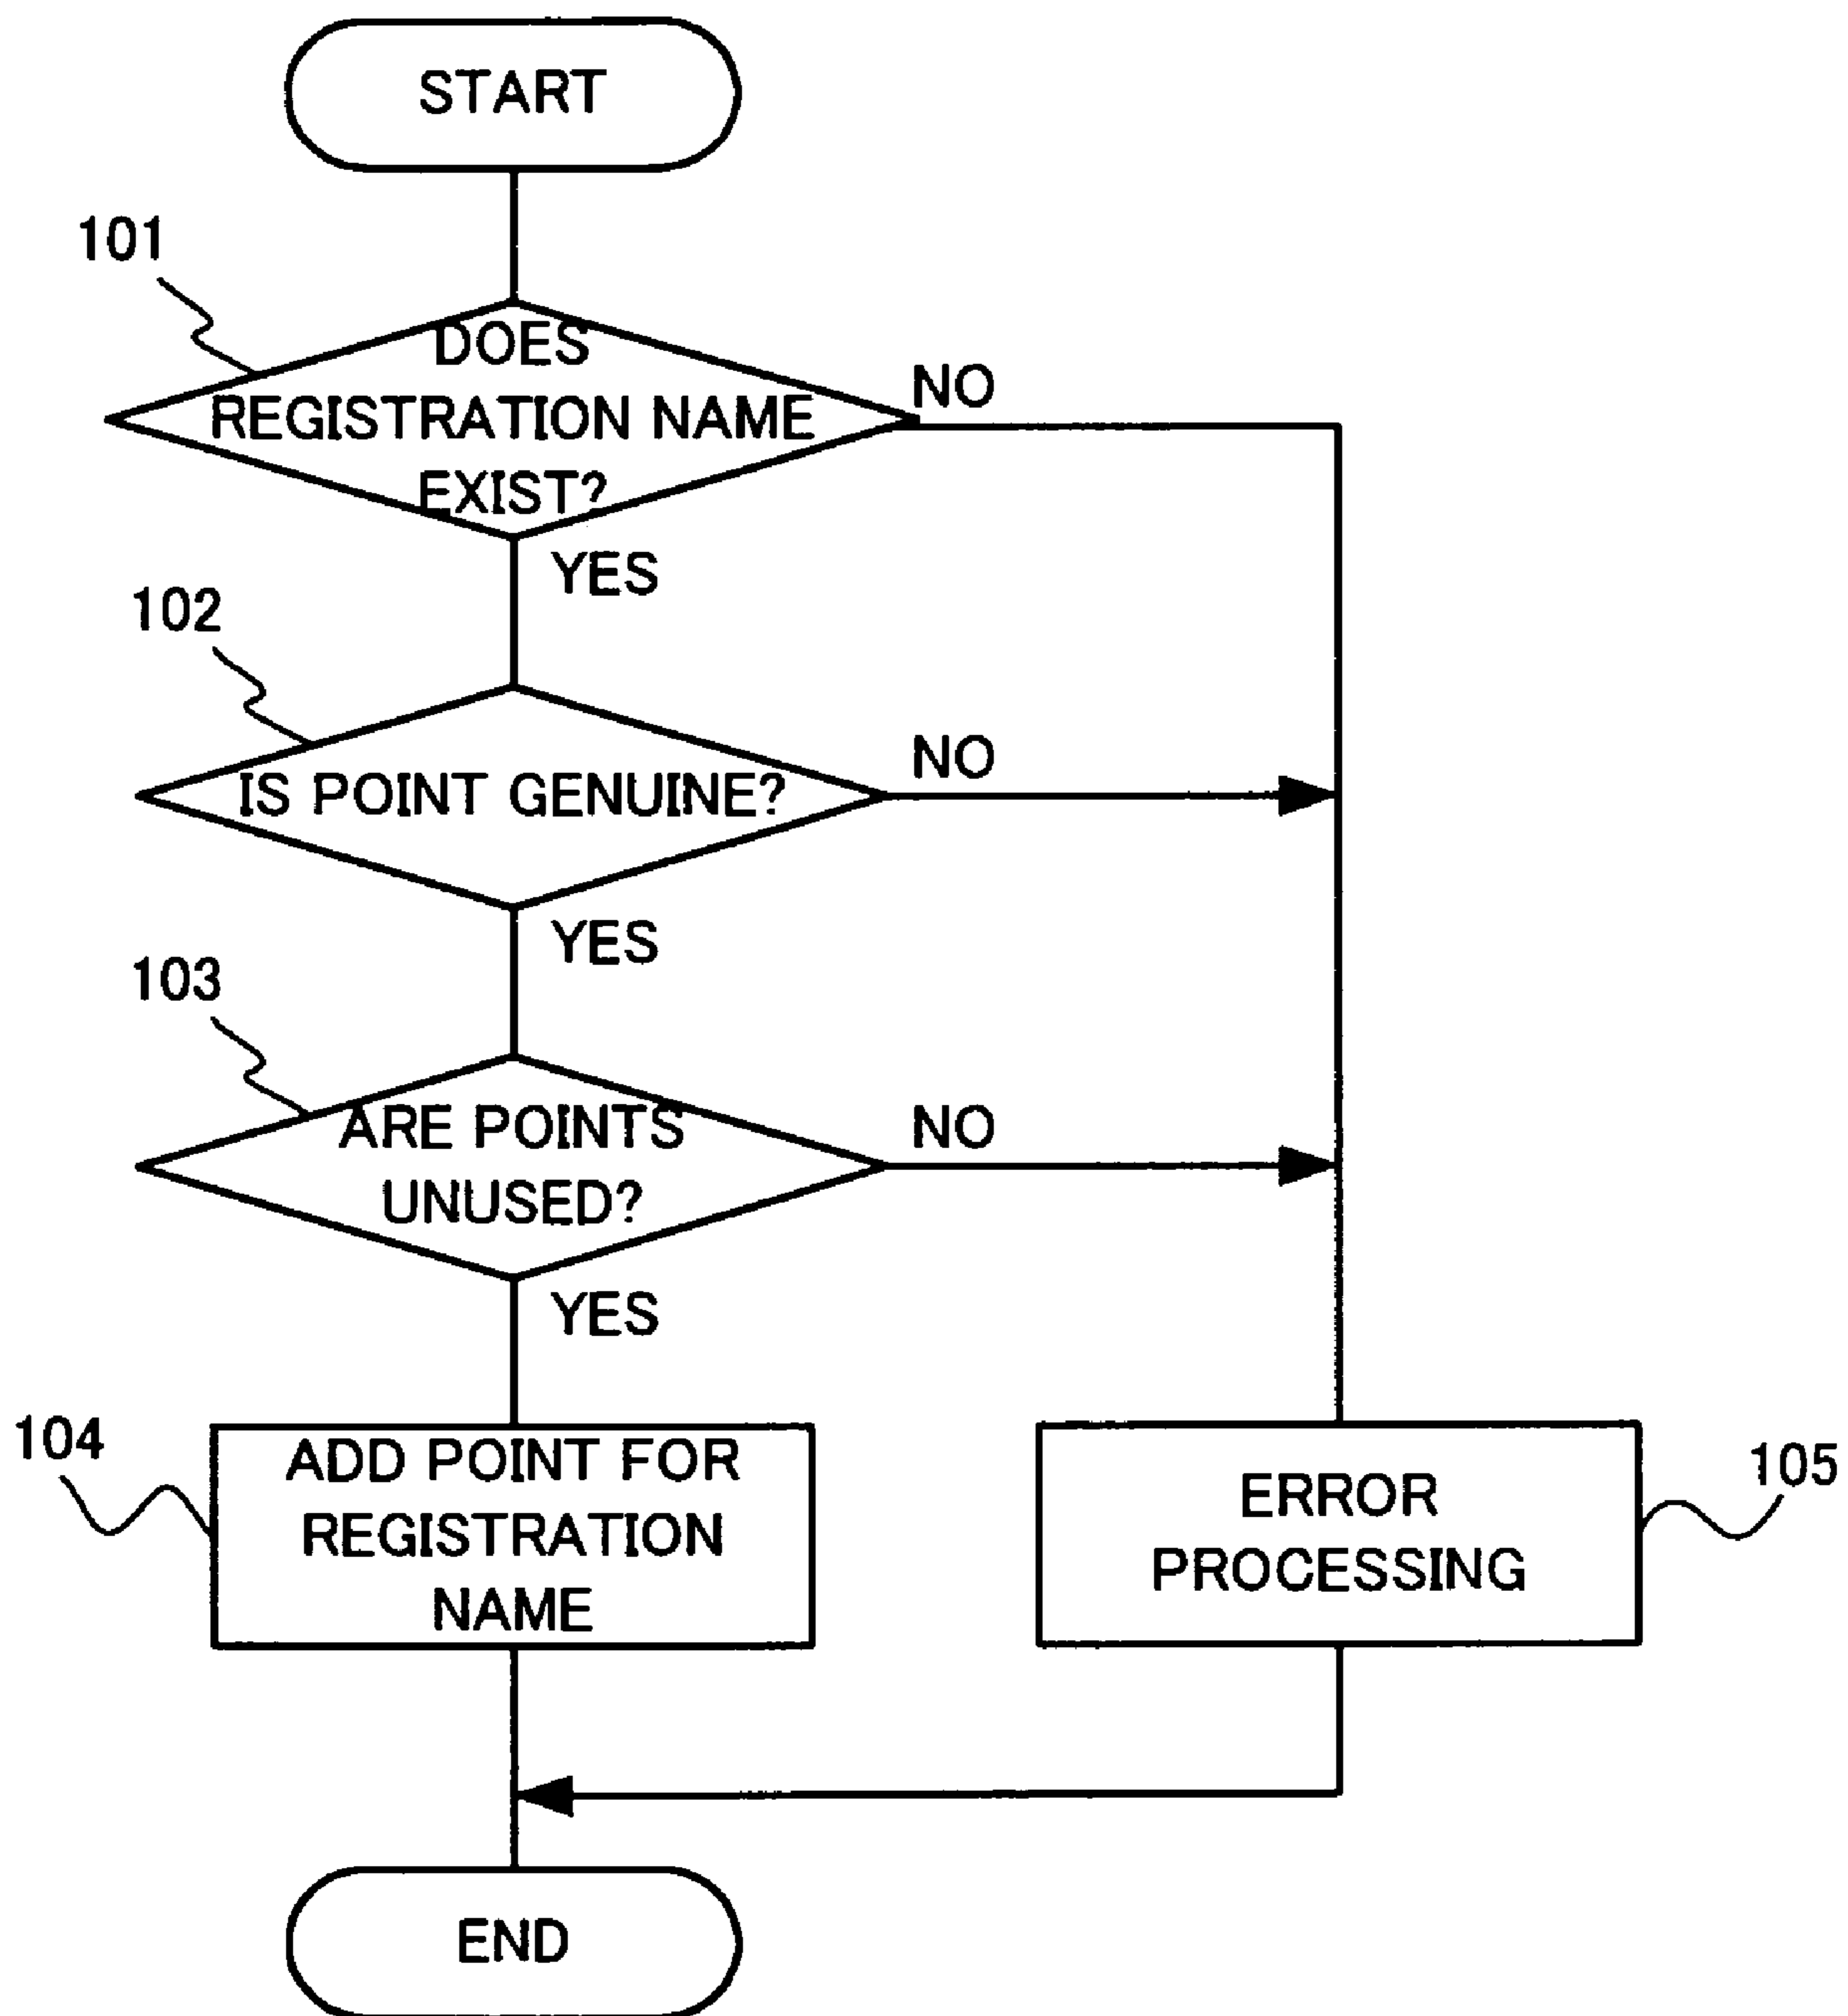 START
101
DOES
REGISTRATION NAME
EXIST?
NO
YES
102
IS POINT GENUINE?
NO
YES
103
ARE POINTS
UNUSED?
NO
YES
104
ADD POINT FOR
REGISTRATION
NAME
ERROR
PROCESSING
105
END